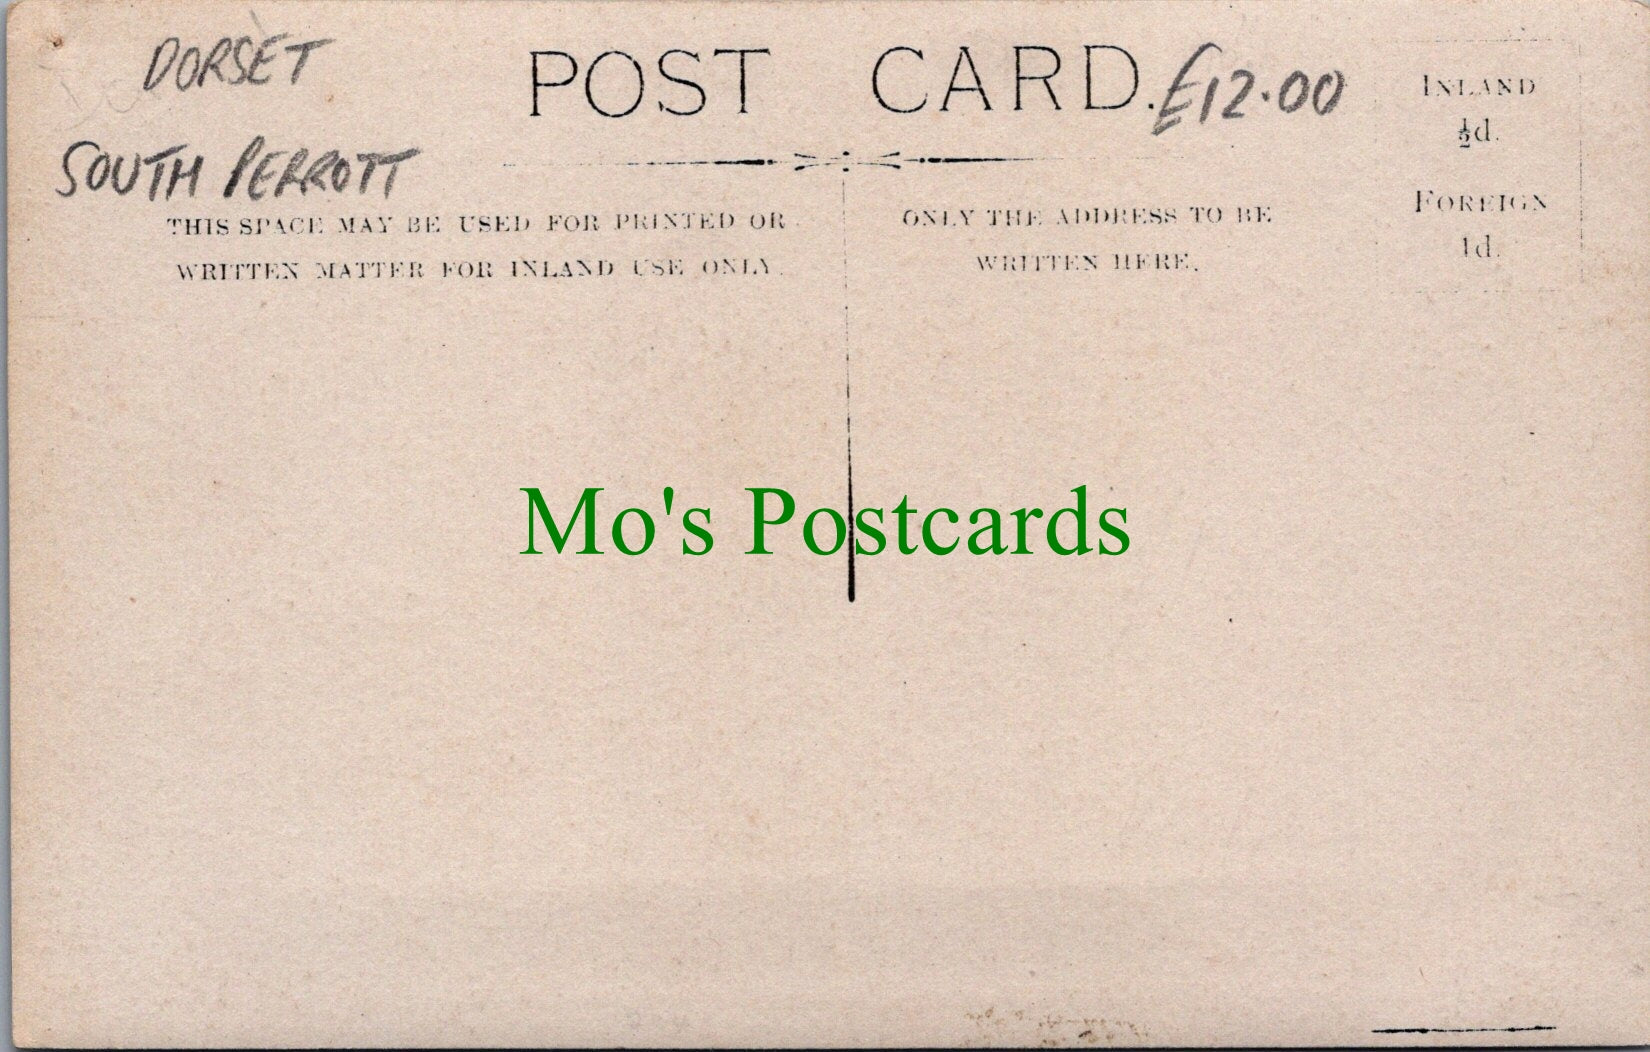 DORSET
SOUTH PERROTT
POST CARD.
£12.00
INLAND
½d.
FOREIGN
1d.
THIS SPACE MAY BE USED FOR PRINTED OR
WRITTEN MATTER FOR INLAND USE ONLY.
ONLY THE ADDRESS TO BE
WRITTEN HERE.
Mo's Postcards